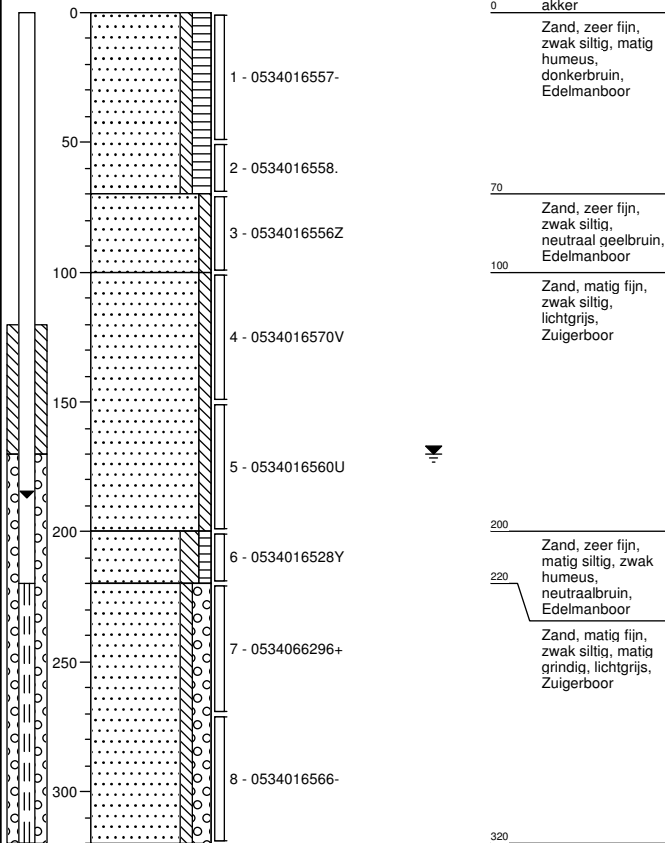 0
50
100
150
200
250
300
1 - 0534016557-
2 - 0534016558.
3 - 0534016556Z
4 - 0534016570V
5 - 0534016560U
6 - 0534016528Y
7 - 0534066296+
8 - 0534016566-
0 akker
Zand, zeer fijn,
zwak siltig, matig
humeus,
donkerbruin,
Edelmanboor
70
Zand, zeer fijn,
zwak siltig,
neutraal geelbruin,
Edelmanboor
100
Zand, matig fijn,
zwak siltig,
lichtgrijs,
Zuigerboor
200
Zand, zeer fijn,
matig siltig, zwak
humeus,
neutraalbruin,
Edelmanboor
220
Zand, matig fijn,
zwak siltig, matig
grindig, lichtgrijs,
Zuigerboor
320